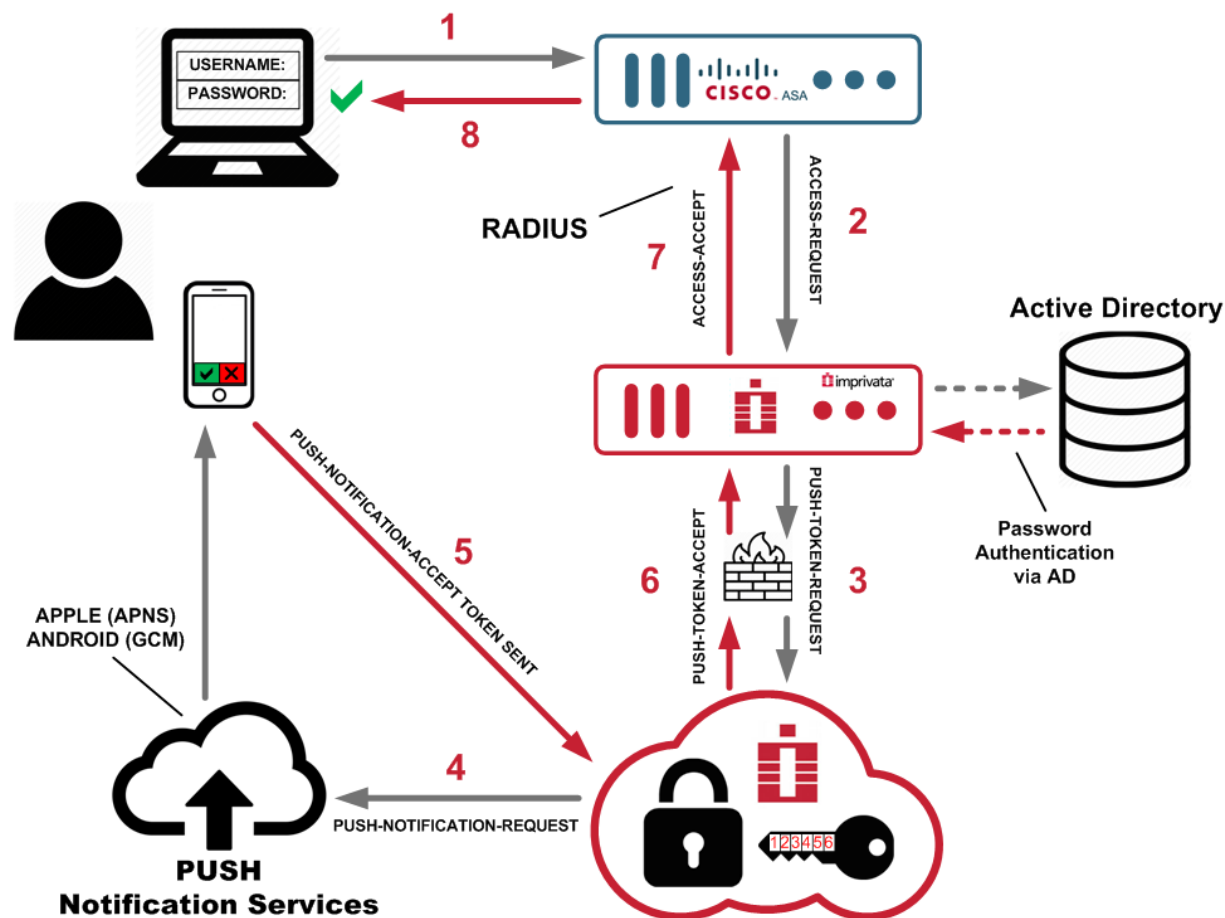 1
USERNAME:
PASSWORD:
CISCO ASA
8
RADIUS
ACCESS-ACCEPT
7
ACCESS-REQUEST
2
Active Directory
imprivata
Password
Authentication
via AD
PUSH-NOTIFICATION-ACCEPT TOKEN SENT
5
PUSH-TOKEN-ACCEPT
6
PUSH-TOKEN-REQUEST
3
APPLE (APNS)
ANDROID (GCM)
4
PUSH-NOTIFICATION-REQUEST
123456
PUSH
Notification Services